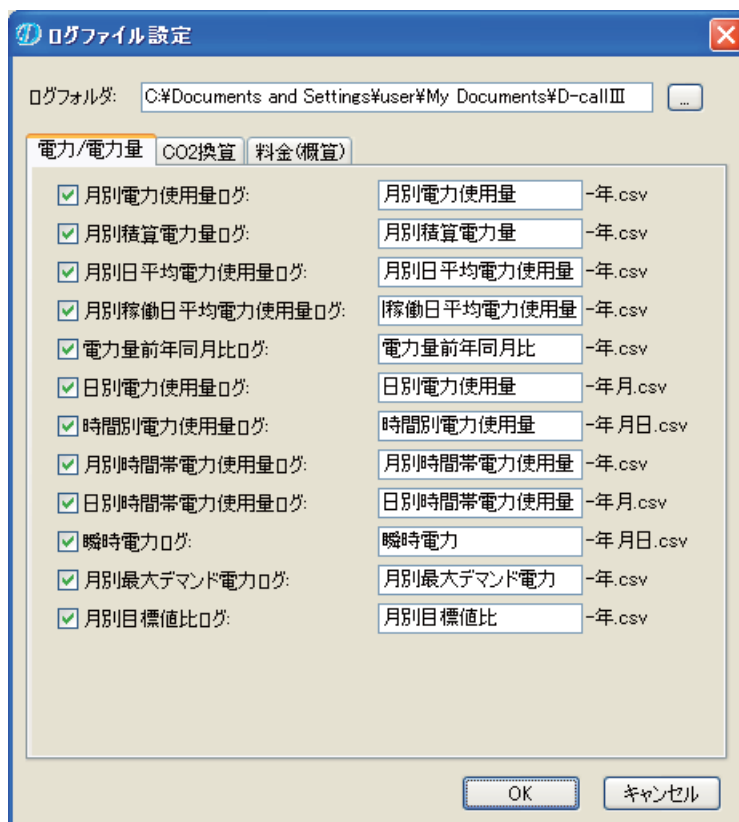 ログファイル設定
ログフォルダ: C:¥Documents and Settings¥user¥My Documents¥D-callⅢ ...
電力/電力量 CO2換算 料金(概算)
月別電力使用量ログ: 月別電力使用量 -年.csv
月別積算電力量ログ: 月別積算電力量 -年.csv
月別日平均電力使用量ログ: 月別日平均電力使用量 -年.csv
月別稼働日平均電力使用量ログ: 稼働日平均電力使用量 -年.csv
電力量前年同月比ログ: 電力量前年同月比 -年.csv
日別電力使用量ログ: 日別電力使用量 -年月.csv
時間別電力使用量ログ: 時間別電力使用量 -年月日.csv
月別時間帯電力使用量ログ: 月別時間帯電力使用量 -年.csv
日別時間帯電力使用量ログ: 日別時間帯電力使用量 -年月.csv
瞬時電力ログ: 瞬時電力 -年月日.csv
月別最大デマンド電力ログ: 月別最大デマンド電力 -年.csv
月別目標値比ログ: 月別目標値比 -年.csv
OK キャンセル